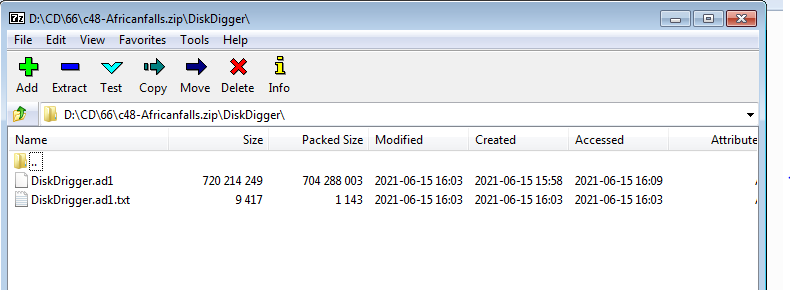 D:\CD\66\c48-Africanfalls.zip\DiskDigger\
File Edit View Favorites Tools Help
Add Extract Test Copy Move Delete Info
D:\CD\66\c48-Africanfalls.zip\DiskDigger\
Name Size Packed Size Modified Created Accessed Attribute
..
DiskDrigger.ad1 720 214 249 704 288 003 2021-06-15 16:03 2021-06-15 15:58 2021-06-15 16:09
DiskDrigger.ad1.txt 9 417 1 143 2021-06-15 16:03 2021-06-15 16:03 2021-06-15 16:03